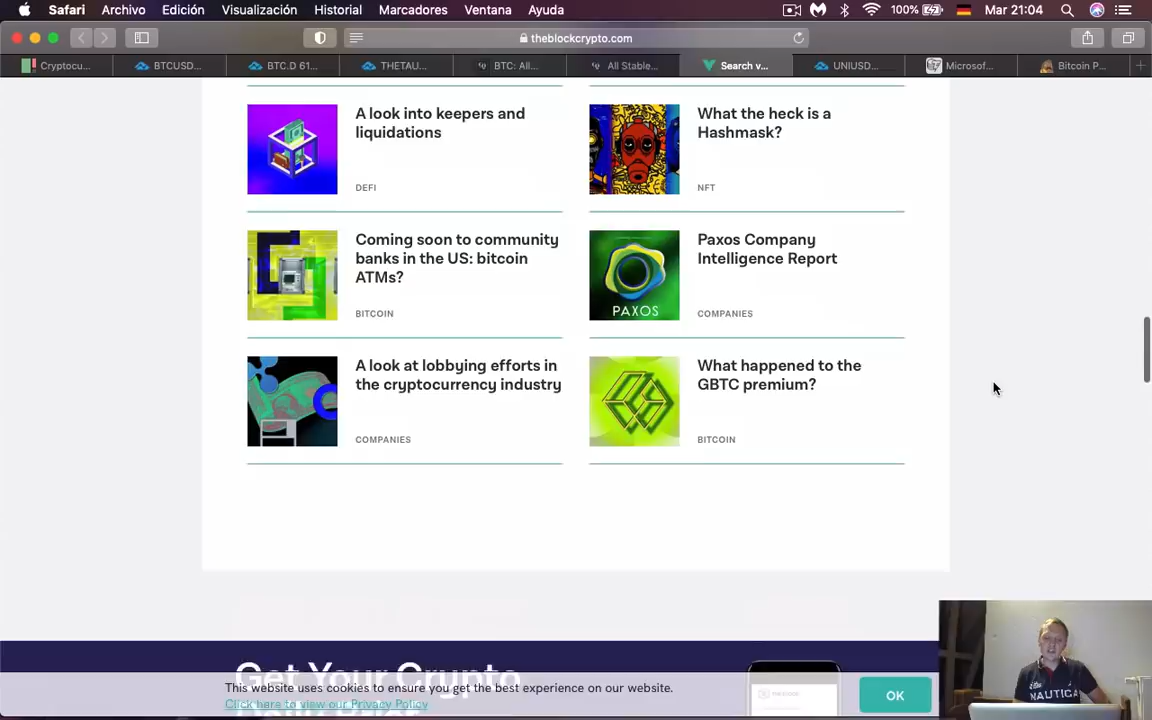 Safari Archivo Edición Visualización Historial Marcadores Ventana Ayuda 100% Mar 21:04
theblockcrypto.com
Cryptocu... BTCUSD... BTC.D 61... THETAU... BTC: All... All Stable... Search v... UNIUSD... Microsof... Bitcoin P...
A look into keepers and
liquidations
DEFI
What the heck is a
Hashmask?
NFT
Coming soon to community
banks in the US: bitcoin
ATMs?
BITCOIN
PAXOS
Paxos Company
Intelligence Report
COMPANIES
A look at lobbying efforts in
the cryptocurrency industry
COMPANIES
What happened to the
GBTC premium?
BITCOIN
Get Your Crypto
This website uses cookies to ensure you get the best experience on our website.
Click here to view our Privacy Policy
OK
NAUTICA